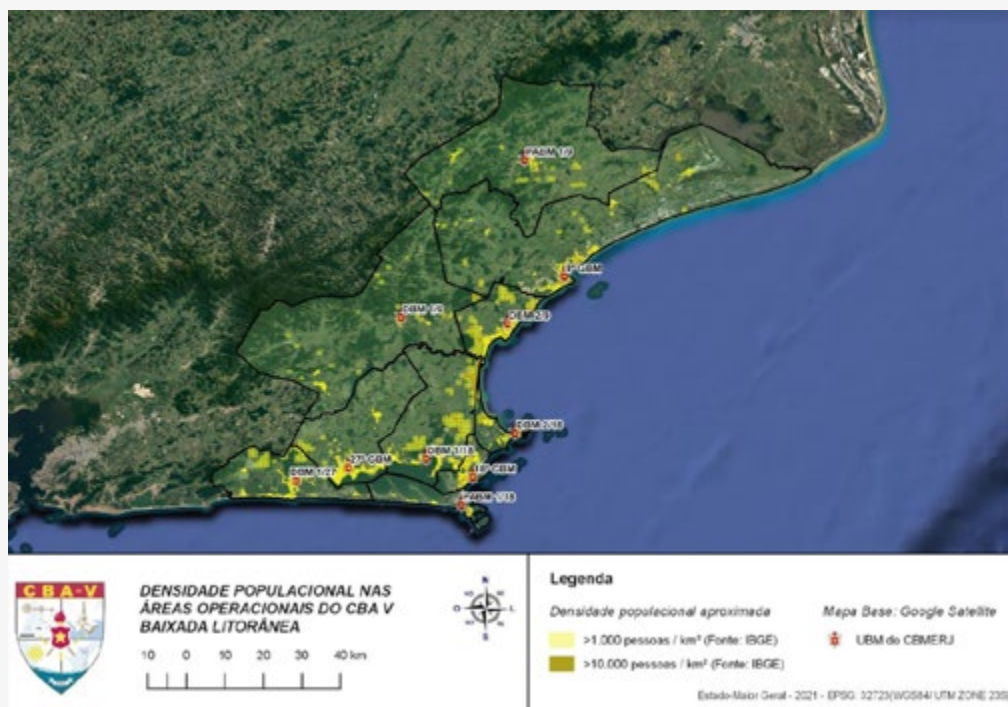 PABM 1/9
9º GBM
DBM 1/9
DBM 2/9
DBM 2/18
27º GBM
DBM 1/18
18º GBM
DBM 1/27
PABM 1/18
CBA-V
DENSIDADE POPULACIONAL NAS
ÁREAS OPERACIONAIS DO CBA V
BAIXADA LITORÂNEA
N
O
L
S
10 0 10 20 30 40 km
Legenda
Densidade populacional aproximada
>1.000 pessoas / km² (Fonte: IBGE)
>10.000 pessoas / km² (Fonte: IBGE)
Mapa Base: Google Satellite
UBM do CBMERJ
Estado-Maior Geral - 2021 - EPSG: 32723(WGS84/ UTM ZONE 23S)